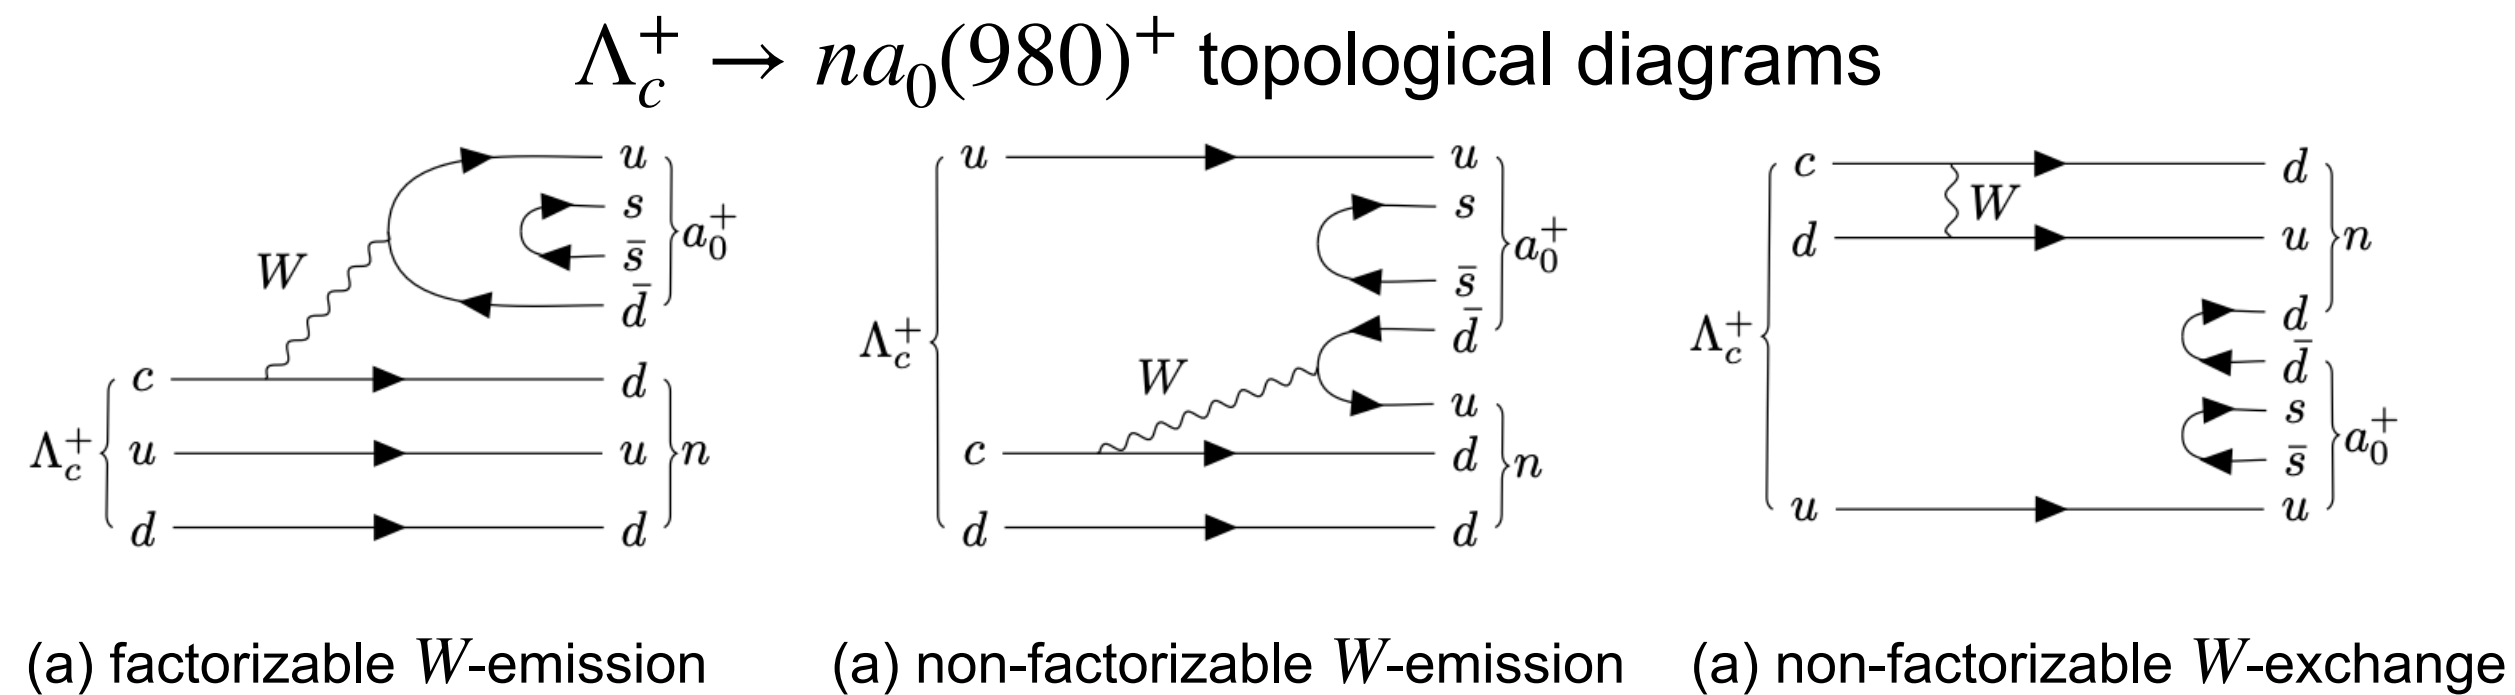 Λc+ → na0(980)+ topological diagrams
W
u
s
s̄
d̄
a0+
Λc+
c
u
d
d
u
d
n
Λc+
u
c
d
W
u
s
s̄
d̄
a0+
u
d
d
n
Λc+
c
d
u
W
d
u
d
n
d̄
s
s̄
u
a0+
(a) factorizable W-emission
(a) non-factorizable W-emission
(a) non-factorizable W-exchange